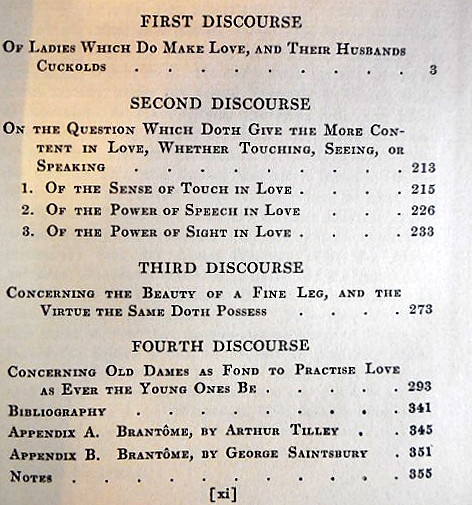 FIRST DISCOURSE
OF LADIES WHICH DO MAKE LOVE, AND THEIR HUSBANDS
CUCKOLDS . . . . . . . . . . 3
SECOND DISCOURSE
ON THE QUESTION WHICH DOTH GIVE THE MORE CON-
TENT IN LOVE, WHETHER TOUCHING, SEEING, OR
SPEAKING . . . . . . . . . . 213
1. OF THE SENSE OF TOUCH IN LOVE . . . . 215
2. OF THE POWER OF SPEECH IN LOVE . . . . 226
3. OF THE POWER OF SIGHT IN LOVE . . . . 233
THIRD DISCOURSE
CONCERNING THE BEAUTY OF A FINE LEG, AND THE
VIRTUE THE SAME DOTH POSSESS . . . . 273
FOURTH DISCOURSE
CONCERNING OLD DAMES AS FOND TO PRACTISE LOVE
AS EVER THE YOUNG ONES BE . . . . . 293
BIBLIOGRAPHY . . . . . . . . . 341
APPENDIX A. BRANTÔME, BY ARTHUR TILLEY . . 345
APPENDIX B. BRANTÔME, BY GEORGE SAINTSBURY . 351
NOTES . . . . . . . . . . . 355
[xi]